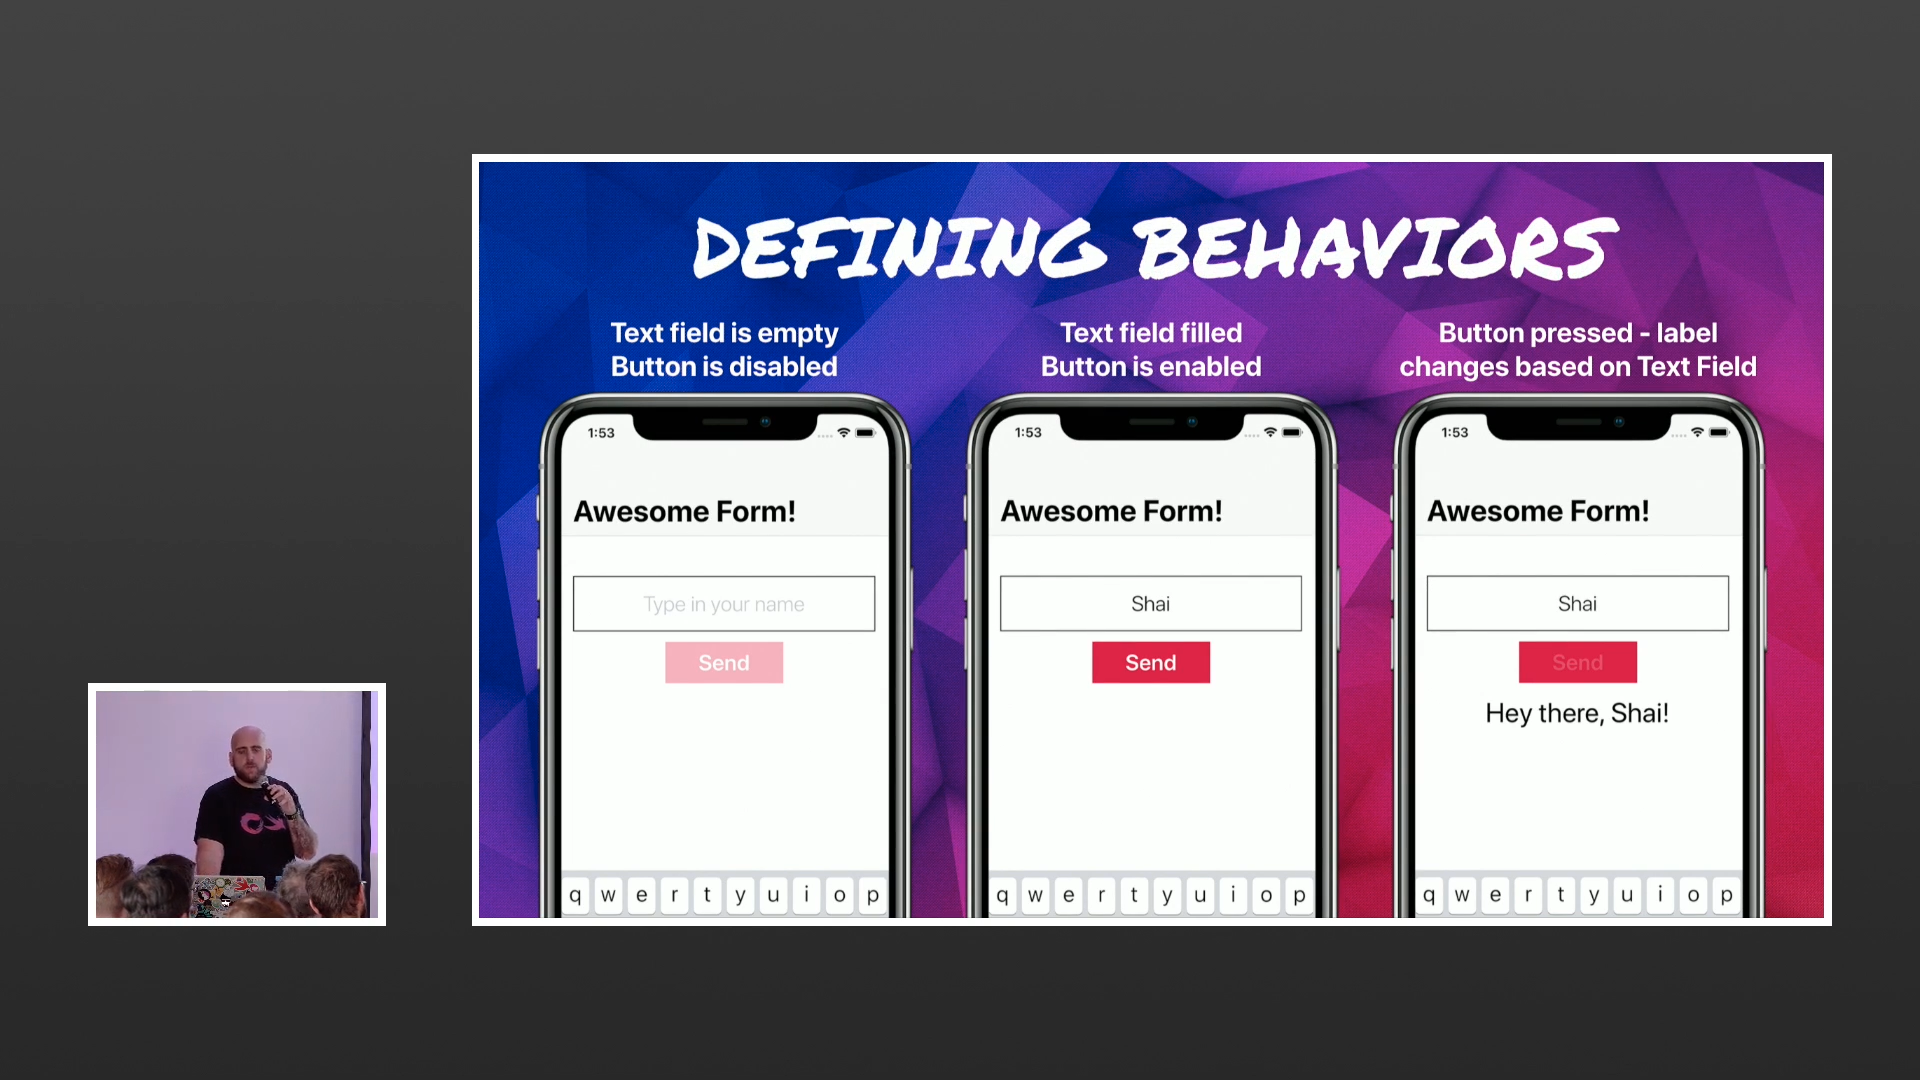 DEFINING BEHAVIORS
Text field is empty
Button is disabled
Text field filled
Button is enabled
Button pressed - label
changes based on Text Field
1:53
Awesome Form!
Type in your name
Send
q w e r t y u i o p
1:53
Awesome Form!
Shai
Send
q w e r t y u i o p
1:53
Awesome Form!
Shai
Send
Hey there, Shai!
q w e r t y u i o p